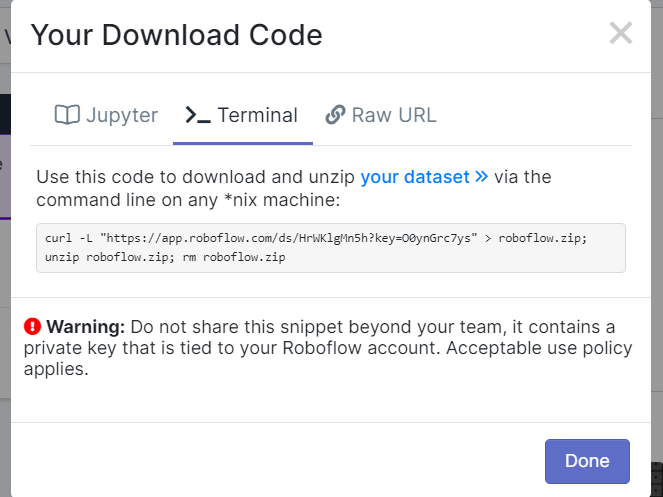 Your Download Code
Jupyter
Terminal
Raw URL
Use this code to download and unzip your dataset » via the
command line on any *nix machine:
curl -L "https://app.roboflow.com/ds/HrWKlgMn5h?key=O0ynGrc7ys" > roboflow.zip;
unzip roboflow.zip; rm roboflow.zip
Warning: Do not share this snippet beyond your team, it contains a
private key that is tied to your Roboflow account. Acceptable use policy
applies.
Done